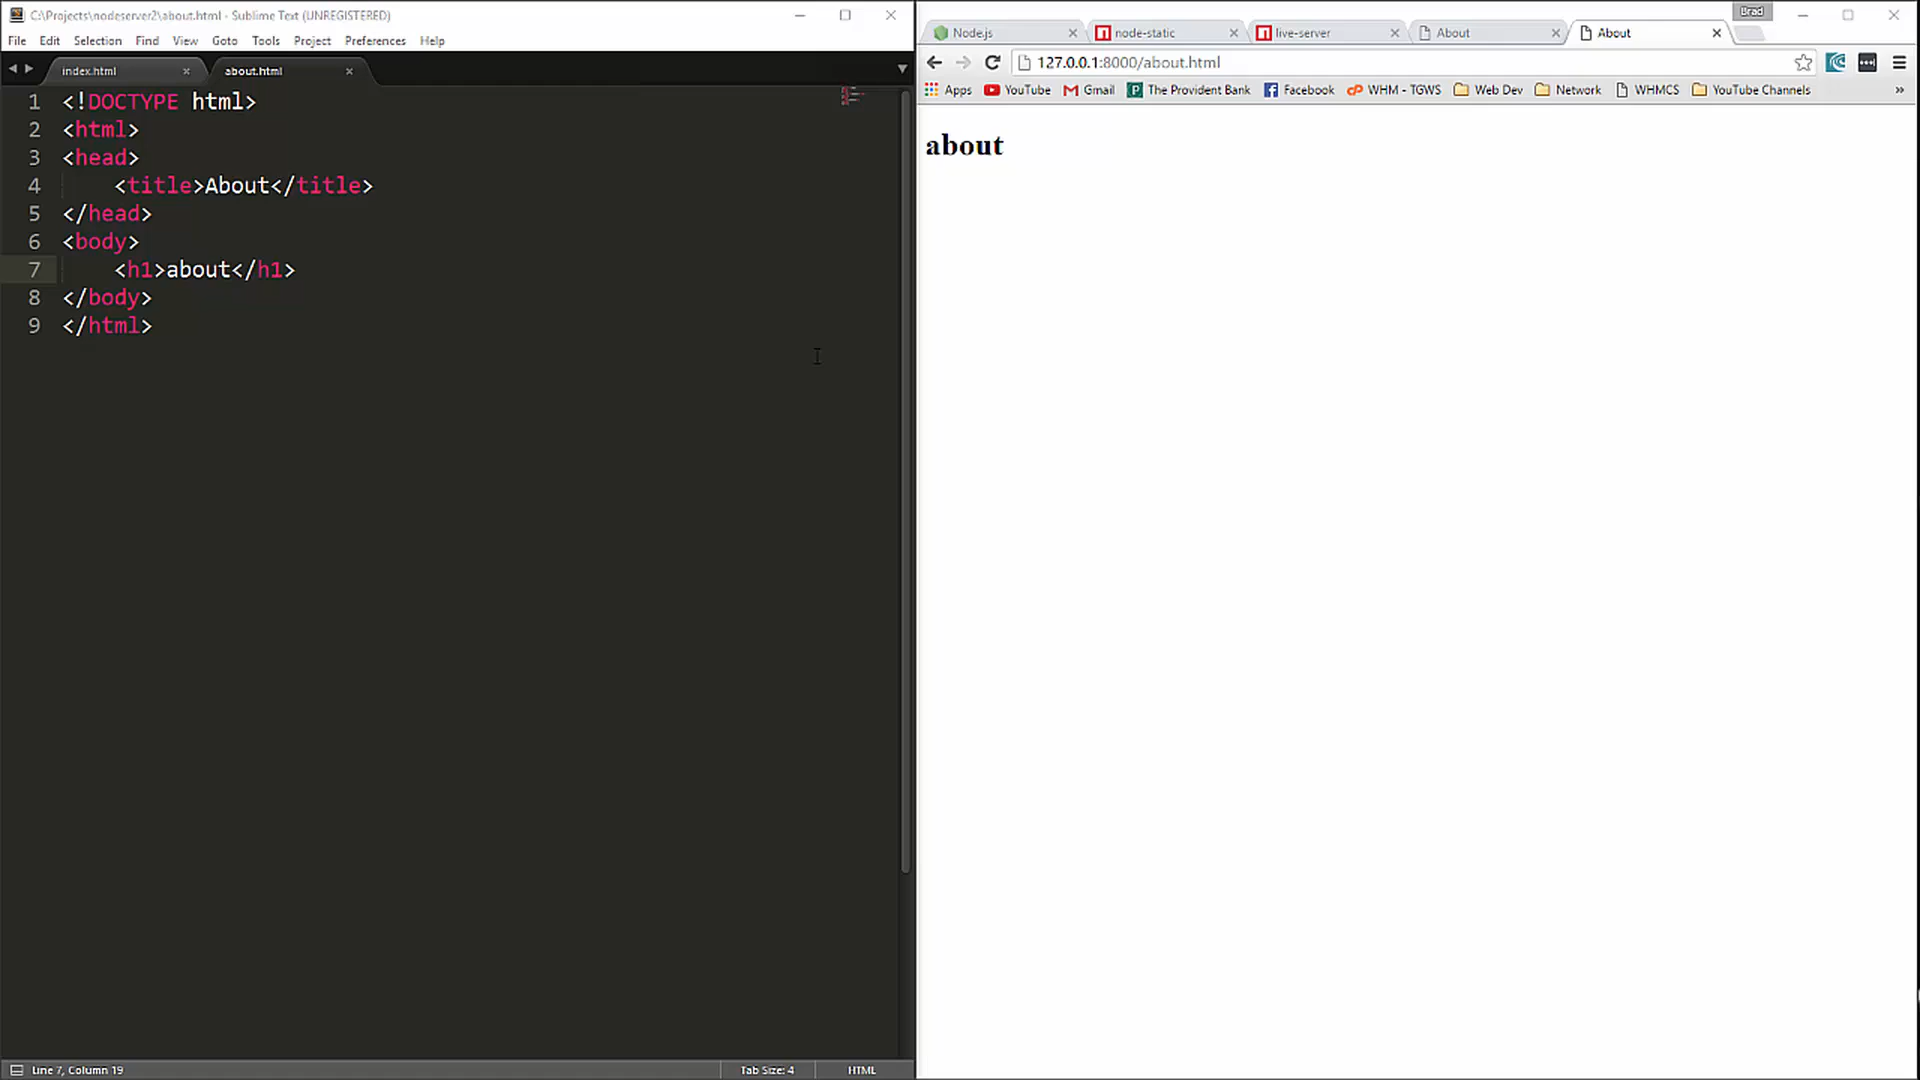 C:\Projects\nodeserver2\about.html - Sublime Text (UNREGISTERED)
File Edit Selection Find View Goto Tools Project Preferences Help
index.html about.html
1 <!DOCTYPE html>
2 <html>
3 <head>
4 <title>About</title>
5 </head>
6 <body>
7 <h1>about</h1>
8 </body>
9 </html>
Line 7, Column 19 Tab Size: 4 HTML
Brad
Node.js node-static live-server About About
127.0.0.1:8000/about.html
Apps YouTube Gmail The Provident Bank Facebook WHM - TGWS Web Dev Network WHMCS YouTube Channels »
about